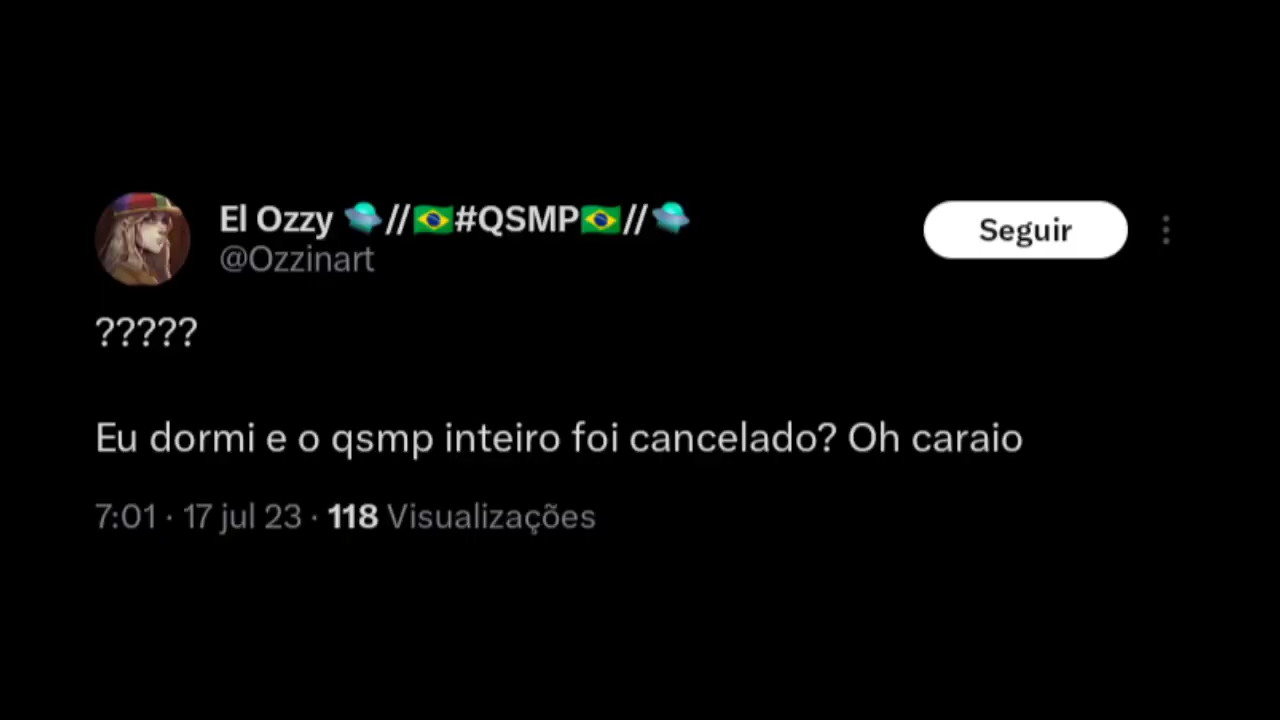 El Ozzy 🛸//🇧🇷#QSMP🇧🇷//🛸
@Ozzinart
Seguir
?????
Eu dormi e o qsmp inteiro foi cancelado? Oh caraio
7:01 · 17 jul 23 · 118 Visualizações